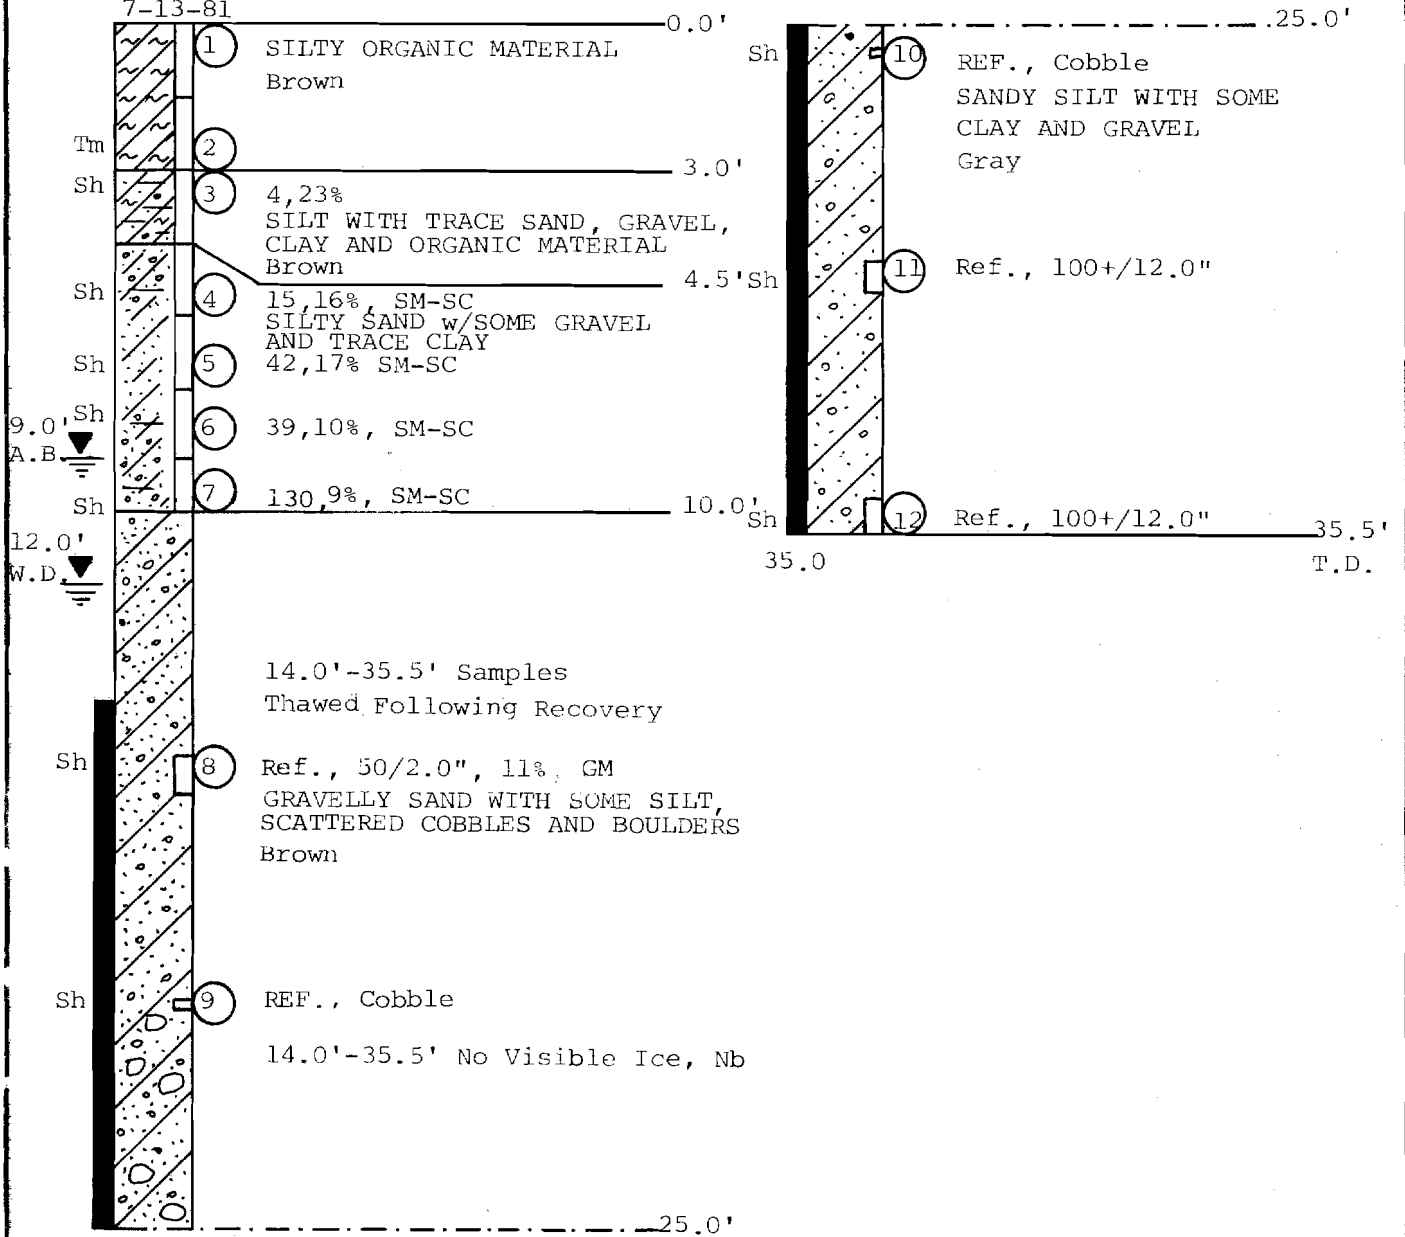 7-13-81
0.0'
1 SILTY ORGANIC MATERIAL
Brown
Tm 2
3.0'
Sh 3 4,23%
SILT WITH TRACE SAND, GRAVEL,
CLAY AND ORGANIC MATERIAL
Brown
4.5'
Sh 4 15,16%, SM-SC
SILTY SAND w/SOME GRAVEL
AND TRACE CLAY
Sh 5 42,17% SM-SC
Sh 6 39,10%, SM-SC
9.0'
A.B.
Sh 7 130,9%, SM-SC
10.0'
12.0'
W.D.
14.0'-35.5' Samples
Thawed Following Recovery
Sh 8 Ref., 50/2.0", 11%, GM
GRAVELLY SAND WITH SOME SILT,
SCATTERED COBBLES AND BOULDERS
Brown
Sh 9 REF., Cobble
14.0'-35.5' No Visible Ice, Nb
25.0'
25.0'
Sh 10 REF., Cobble
SANDY SILT WITH SOME
CLAY AND GRAVEL
Gray
Sh 11 Ref., 100+/12.0"
Sh 12 Ref., 100+/12.0"
35.5'
35.0 T.D.